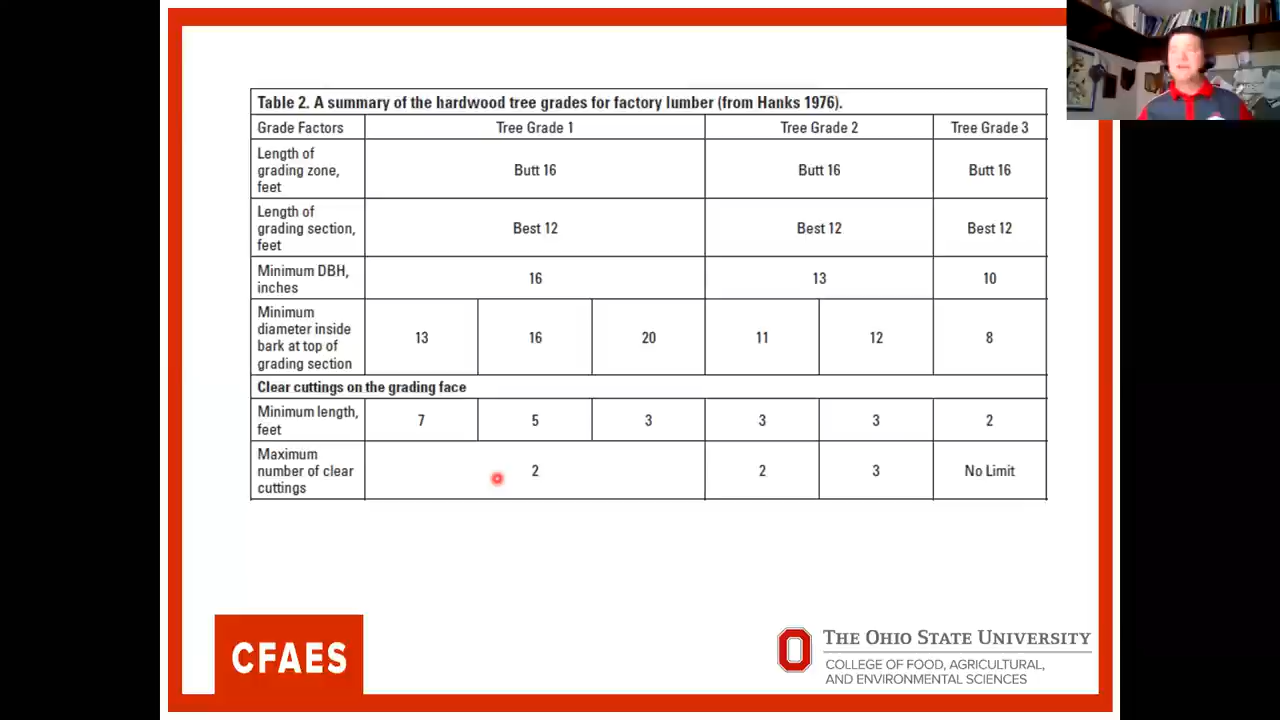 Table 2. A summary of the hardwood tree grades for factory lumber (from Hanks 1976).
Grade Factors Tree Grade 1 Tree Grade 2 Tree Grade 3
Length of
grading zone,
feet
Butt 16 Butt 16 Butt 16
Length of
grading section,
feet
Best 12 Best 12 Best 12
Minimum DBH,
inches
16 13 10
Minimum
diameter inside
bark at top of
grading section
13 16 20 11 12 8
Clear cuttings on the grading face
Minimum length,
feet
7 5 3 3 3 2
Maximum
number of clear
cuttings
2 2 3 No Limit
CFAES
THE OHIO STATE UNIVERSITY
COLLEGE OF FOOD, AGRICULTURAL,
AND ENVIRONMENTAL SCIENCES